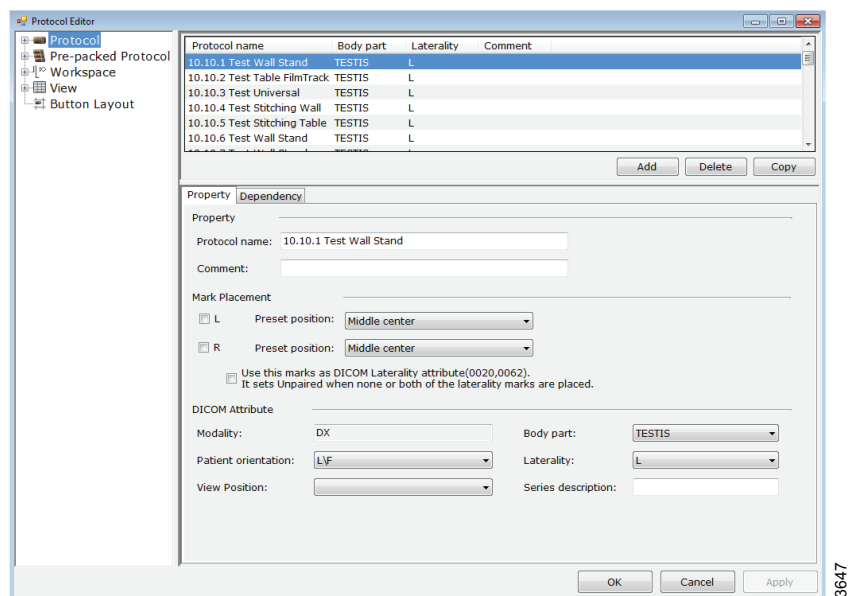 Protocol Editor
Protocol
Pre-packed Protocol
Workspace
View
Button Layout
Protocol name Body part Laterality Comment
10.10.1 Test Wall Stand TESTIS L
10.10.2 Test Table FilmTrack TESTIS L
10.10.3 Test Universal TESTIS L
10.10.4 Test Stitching Wall TESTIS L
10.10.5 Test Stitching Table TESTIS L
10.10.6 Test Wall Stand TESTIS L
Add Delete Copy
Property Dependency
Property
Protocol name: 10.10.1 Test Wall Stand
Comment:
Mark Placement
L Preset position: Middle center
R Preset position: Middle center
Use this marks as DICOM Laterality attribute(0020,0062).
It sets Unpaired when none or both of the laterality marks are placed.
DICOM Attribute
Modality: DX Body part: TESTIS
Patient orientation: L\F Laterality: L
View Position: Series description:
OK Cancel Apply
3647